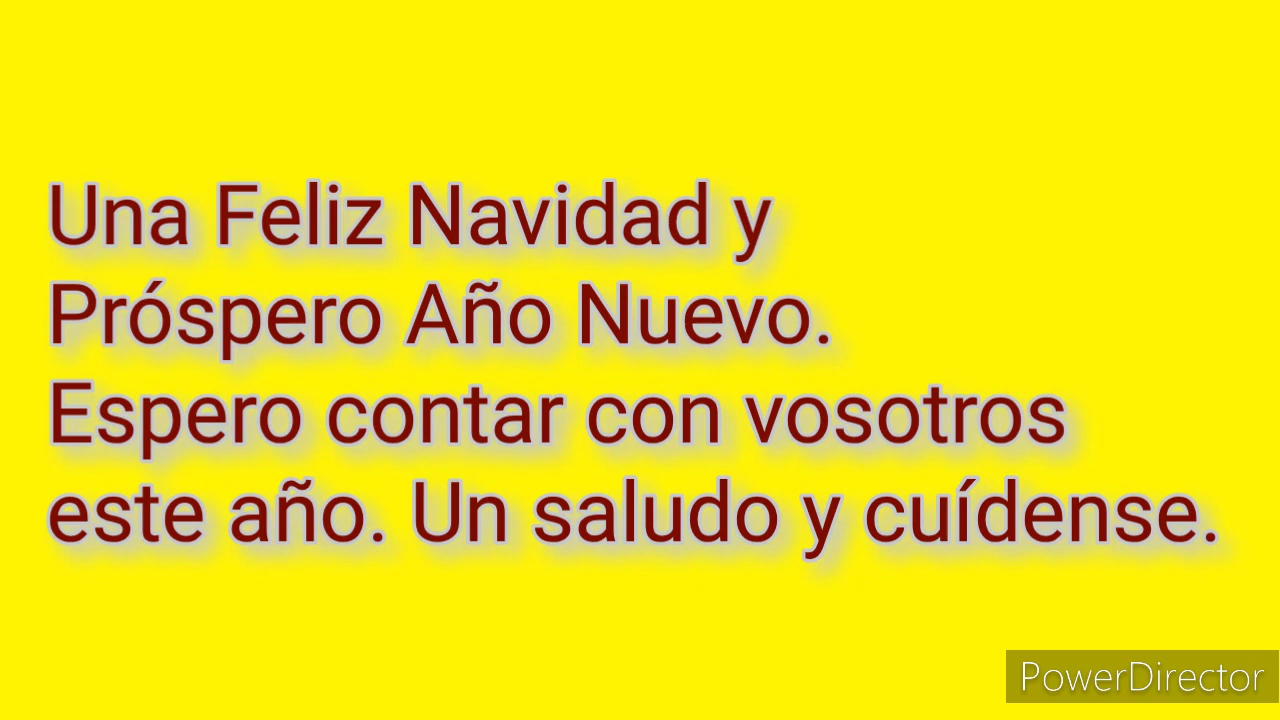 Una Feliz Navidad y
Próspero Año Nuevo.
Espero contar con vosotros
este año. Un saludo y cuídense.
PowerDirector